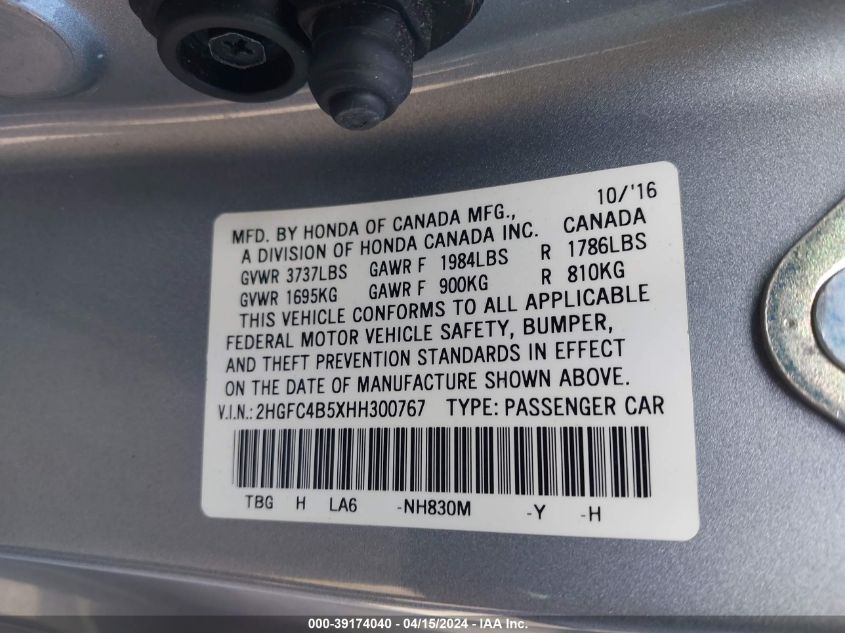 10/'16
MFD. BY HONDA OF CANADA MFG.,
A DIVISION OF HONDA CANADA INC. CANADA
GVWR 3737LBS GAWR F 1984LBS R 1786LBS
GVWR 1695KG GAWR F 900KG R 810KG
THIS VEHICLE CONFORMS TO ALL APPLICABLE
FEDERAL MOTOR VEHICLE SAFETY, BUMPER,
AND THEFT PREVENTION STANDARDS IN EFFECT
ON THE DATE OF MANUFACTURE SHOWN ABOVE.
V.I.N.: 2HGFC4B5XHH300767 TYPE: PASSENGER CAR
TBG H LA6 -NH830M -Y -H
000-39174040 - 04/15/2024 - IAA Inc.